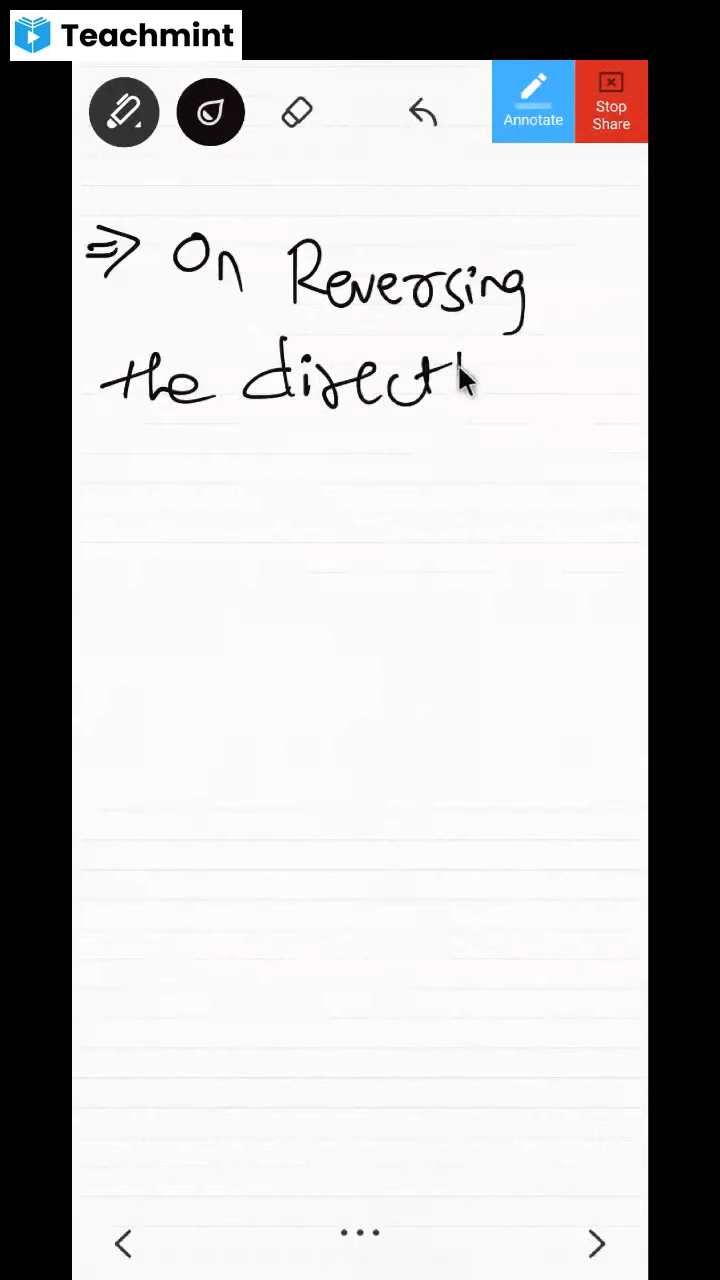 Teachmint
Annotate
Stop
Share
⇒ On Reversing
the direct